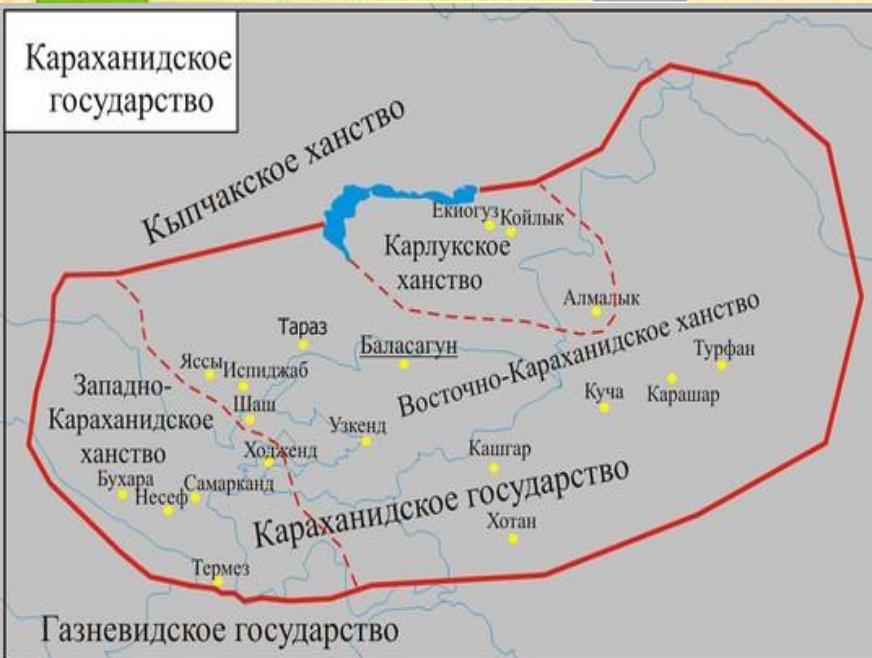 Караханидское
государство
Кыпчакское ханство
Екиогуз
Койлык
Карлукское
ханство
Алмалык
Тараз
Баласагун
Восточно-Караханидское ханство
Турфан
Яссы
Испиджаб
Западно-
Караханидское
ханство
Шаш
Узкенд
Куча
Карашар
Ходженд
Кашгар
Бухара
Несеф
Самарканд
Караханидское государство
Хотан
Термез
Газневидское государство